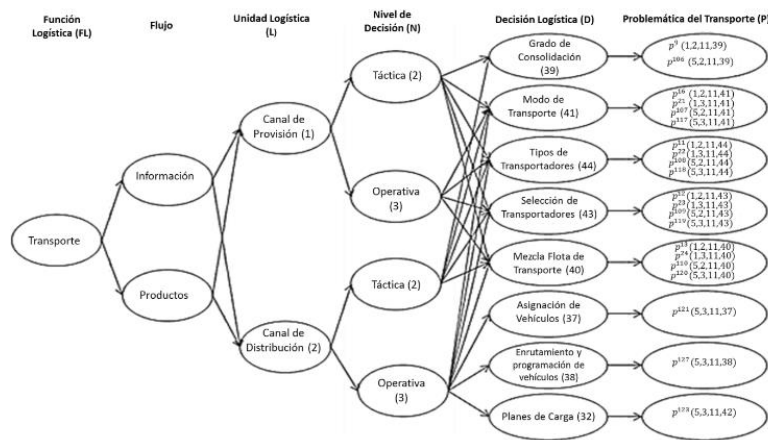 Función
Logística (FL)
Flujo
Unidad Logística
(L)
Nivel de
Decisión (N)
Decisión Logística (D)
Problemática del Transporte (P)
Transporte
Información
Productos
Canal de
Provisión (1)
Canal de
Distribución (2)
Táctica (2)
Operativa
(3)
Táctica (2)
Operativa
(3)
Grado de
Consolidación
(39)
Modo de
Transporte
(41)
Tipos de
Transportadores
(44)
Selección de
Transportadores
(43)
Mezcla Flota de
Transporte (40)
Asignación de
Vehículos (37)
Enrutamiento y
programación de
vehículos (38)
Planes de Carga (32)
p⁹ (1,2,11,39)
p¹⁰⁶ (5,2,11,39)
p¹⁶ (1,2,11,41)
p²¹ (1,3,11,41)
p¹⁰⁷ (5,2,11,41)
p¹¹⁷ (5,3,11,41)
p¹¹ (1,2,11,44)
p²² (1,3,11,44)
p¹⁰⁸ (5,2,11,44)
p¹¹⁸ (5,3,11,44)
p¹² (1,2,11,43)
p²³ (1,3,11,43)
p¹⁰⁹ (5,2,11,43)
p¹¹⁹ (5,3,11,43)
p¹³ (1,2,11,40)
p²⁴ (1,3,11,40)
p¹¹⁰ (5,2,11,40)
p¹²⁰ (5,3,11,40)
p¹²¹ (5,3,11,37)
p¹²⁷ (5,3,11,38)
p¹²³ (5,3,11,42)